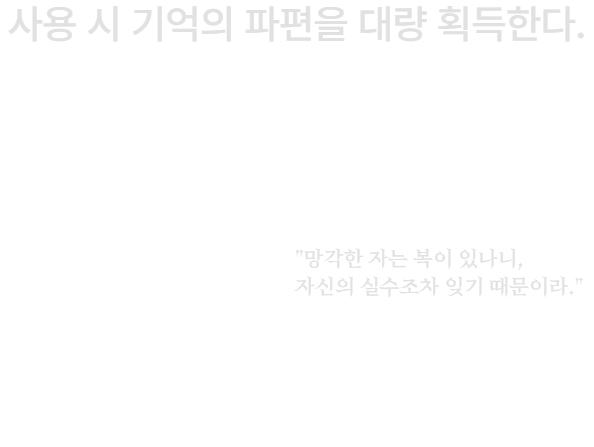 사용 시 기억의 파편을 대량 획득한다.
"망각한 자는 복이 있나니,
자신의 실수조차 잊기 때문이라."